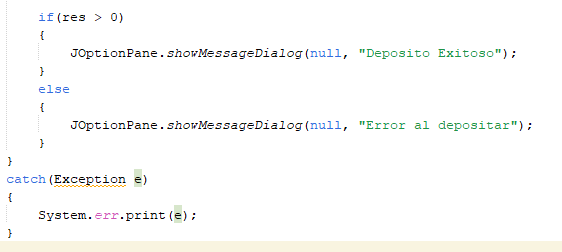 if(res > 0)
{
JOptionPane.showMessageDialog(null, "Deposito Exitoso");
}
else
{
JOptionPane.showMessageDialog(null, "Error al depositar");
}
}
catch(Exception e)
{
System.err.print(e);
}